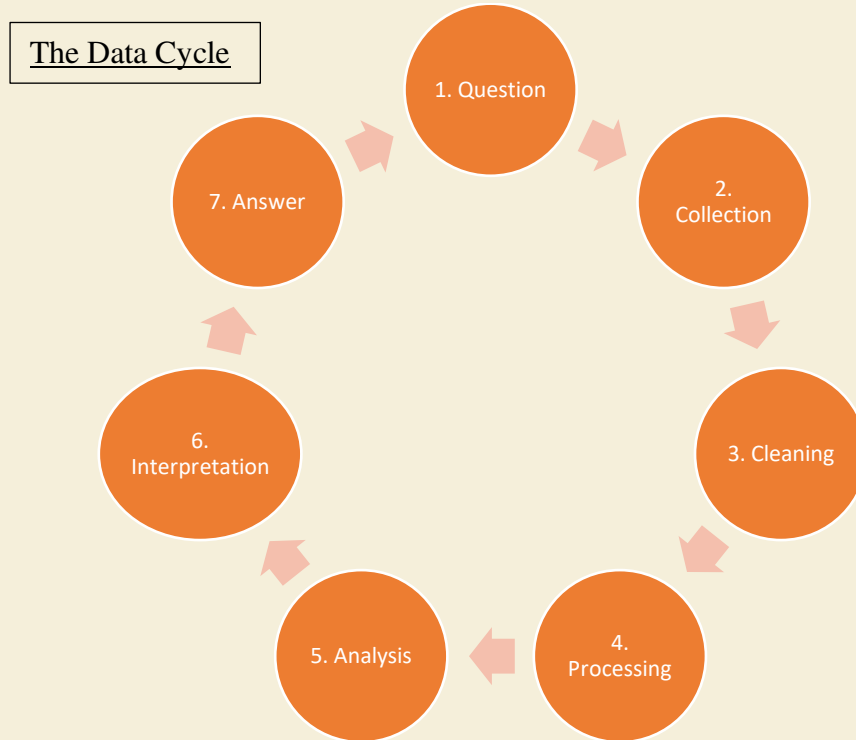 The Data Cycle
1. Question
2.
Collection
3. Cleaning
4.
Processing
5. Analysis
6.
Interpretation
7. Answer